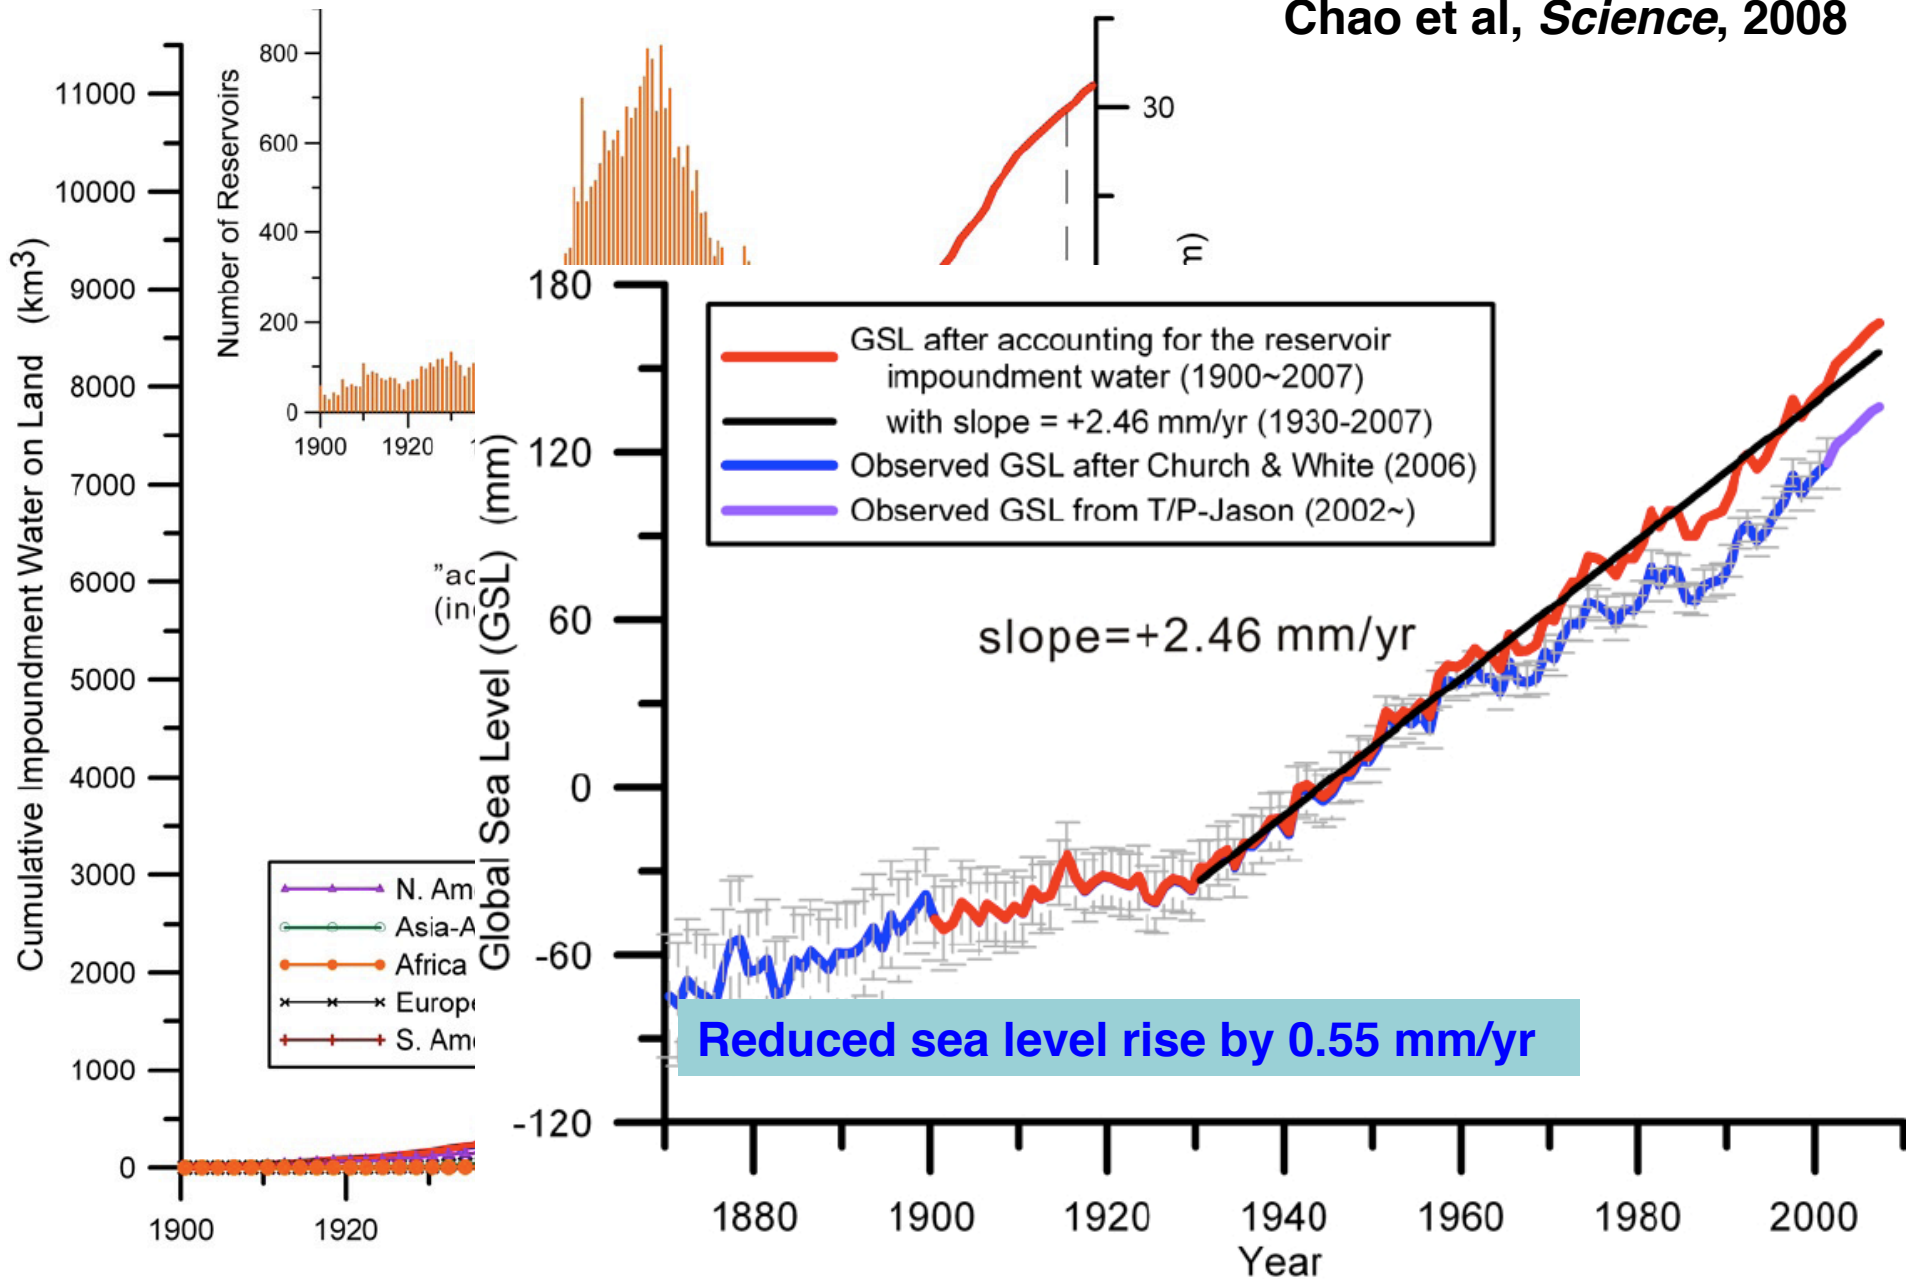 Chao et al, Science, 2008
Cumulative Impoundment Water on Land (km3)
11000
10000
9000
8000
7000
6000
5000
4000
3000
2000
1000
0
1900
1920
Number of Reservoirs
800
600
400
200
0
1900
1920
30
m)
"ac
(in
N. Am
Asia-A
Africa
Europe
S. Am
Global Sea Level (GSL) (mm)
180
120
60
0
-60
-120
GSL after accounting for the reservoir
impoundment water (1900~2007)
with slope = +2.46 mm/yr (1930-2007)
Observed GSL after Church & White (2006)
Observed GSL from T/P-Jason (2002~)
slope=+2.46 mm/yr
Reduced sea level rise by 0.55 mm/yr
1880
1900
1920
1940
1960
1980
2000
Year